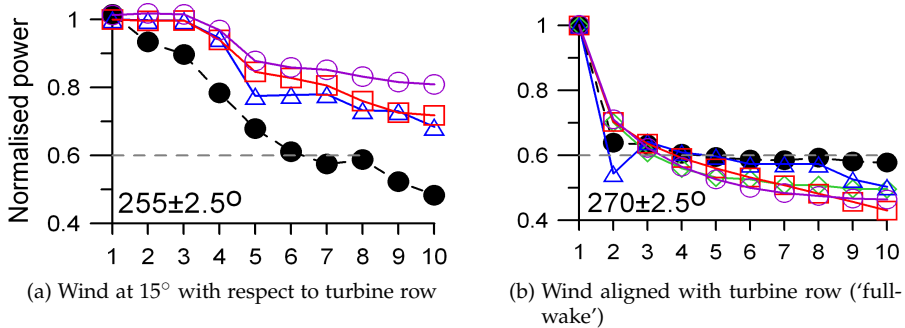 Normalised power
1
0.8
0.6
0.4
255±2.5°
1 2 3 4 5 6 7 8 9 10
(a) Wind at 15° with respect to turbine row
1
0.8
0.6
0.4
270±2.5°
1 2 3 4 5 6 7 8 9 10
(b) Wind aligned with turbine row ('full-
wake')